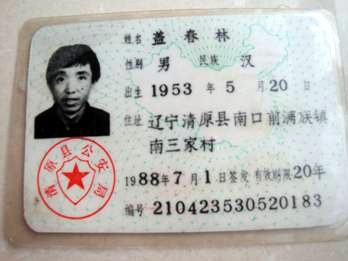 姓名 盖春林
性别 男 民族 汉
出生 1953 年 5 月 20 日
住址 辽宁清原县南口前满族镇
南三家村
1988年7月1日签发 有效期限20年
编号 210423530520183
清原县公安局